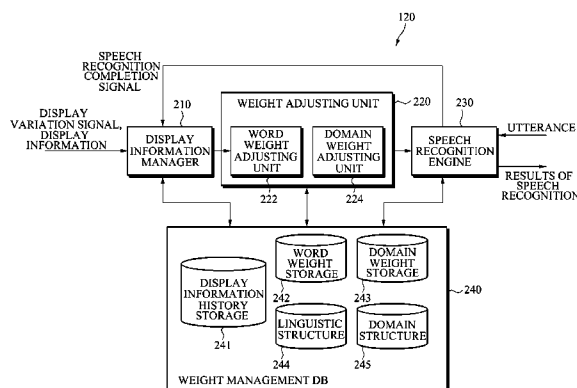 120
SPEECH
RECOGNITION
COMPLETION
SIGNAL
DISPLAY
VARIATION SIGNAL,
DISPLAY
INFORMATION
210
DISPLAY
INFORMATION
MANAGER
WEIGHT ADJUSTING UNIT
220
WORD
WEIGHT
ADJUSTING
UNIT
222
DOMAIN
WEIGHT
ADJUSTING
UNIT
224
230
SPEECH
RECOGNITION
ENGINE
UTTERANCE
RESULTS OF
SPEECH
RECOGNITION
DISPLAY
INFORMATION
HISTORY
STORAGE
241
WORD
WEIGHT
STORAGE
242
DOMAIN
WEIGHT
STORAGE
243
240
LINGUISTIC
STRUCTURE
244
DOMAIN
STRUCTURE
245
WEIGHT MANAGEMENT DB